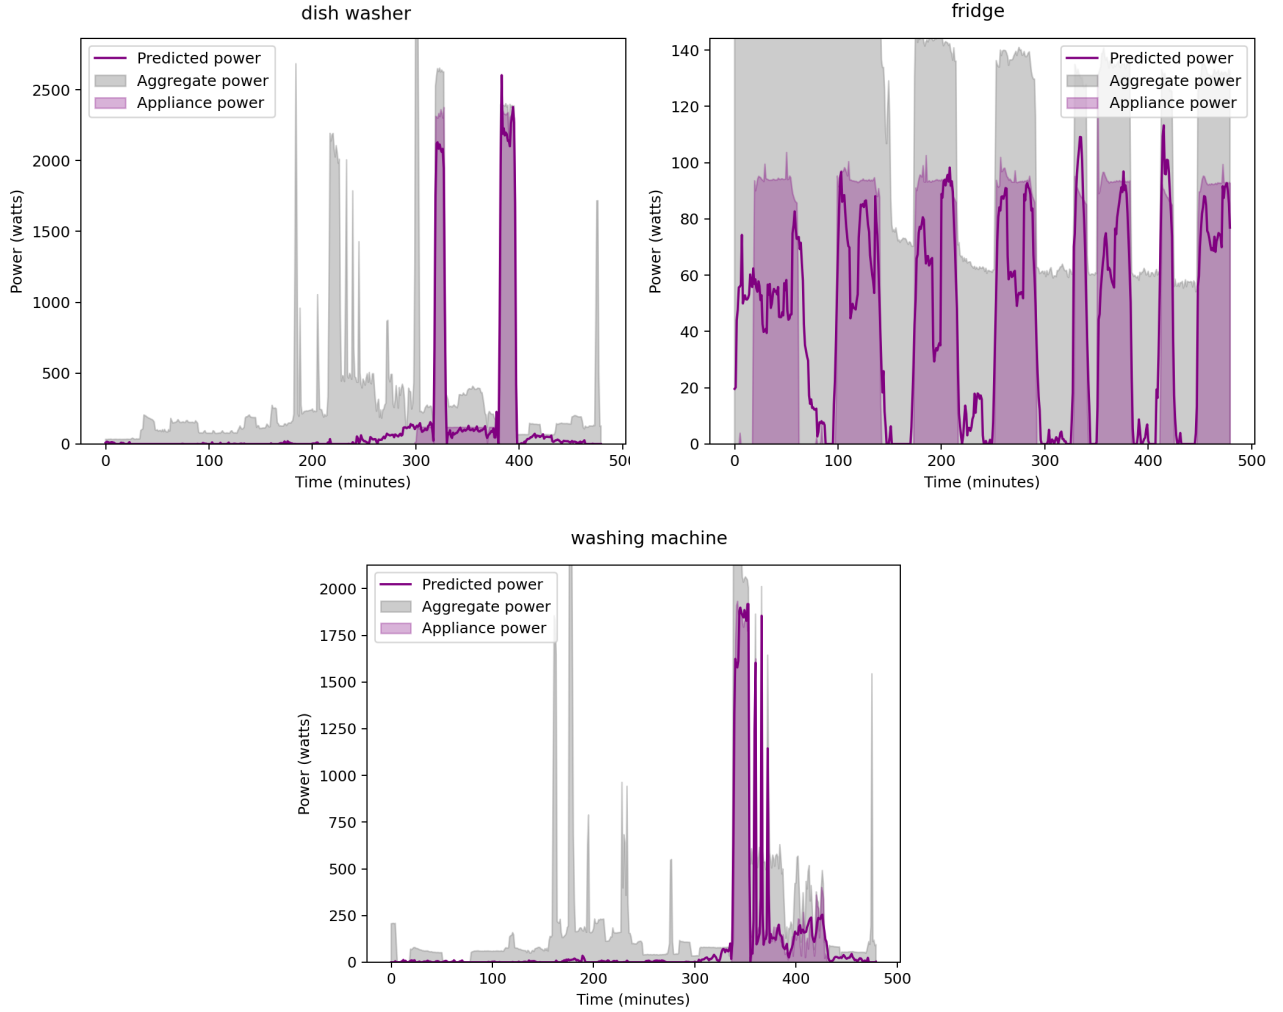 dish washer
Predicted power
Aggregate power
Appliance power
2500
2000
1500
1000
500
0
Power (watts)
0 100 200 300 400 50
Time (minutes)
fridge
Predicted power
Aggregate power
Appliance power
140
120
100
80
60
40
20
0
Power (watts)
0 100 200 300 400 500
Time (minutes)
washing machine
Predicted power
Aggregate power
Appliance power
2000
1750
1500
1250
1000
750
500
250
0
Power (watts)
0 100 200 300 400 500
Time (minutes)